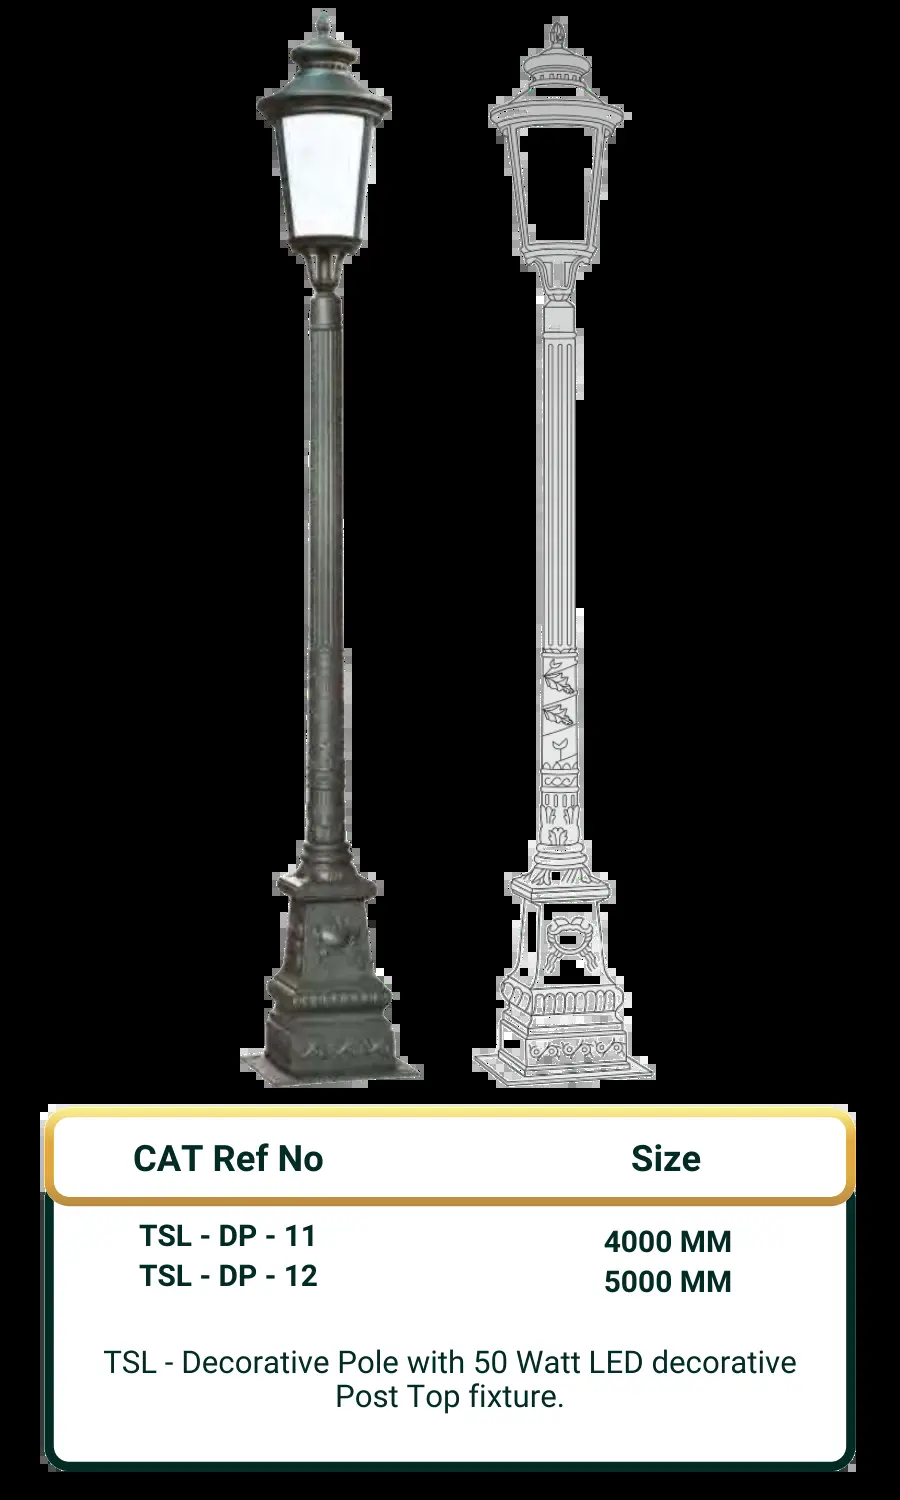 CAT Ref No Size
TSL - DP - 11 4000 MM
TSL - DP - 12 5000 MM
TSL - Decorative Pole with 50 Watt LED decorative
Post Top fixture.